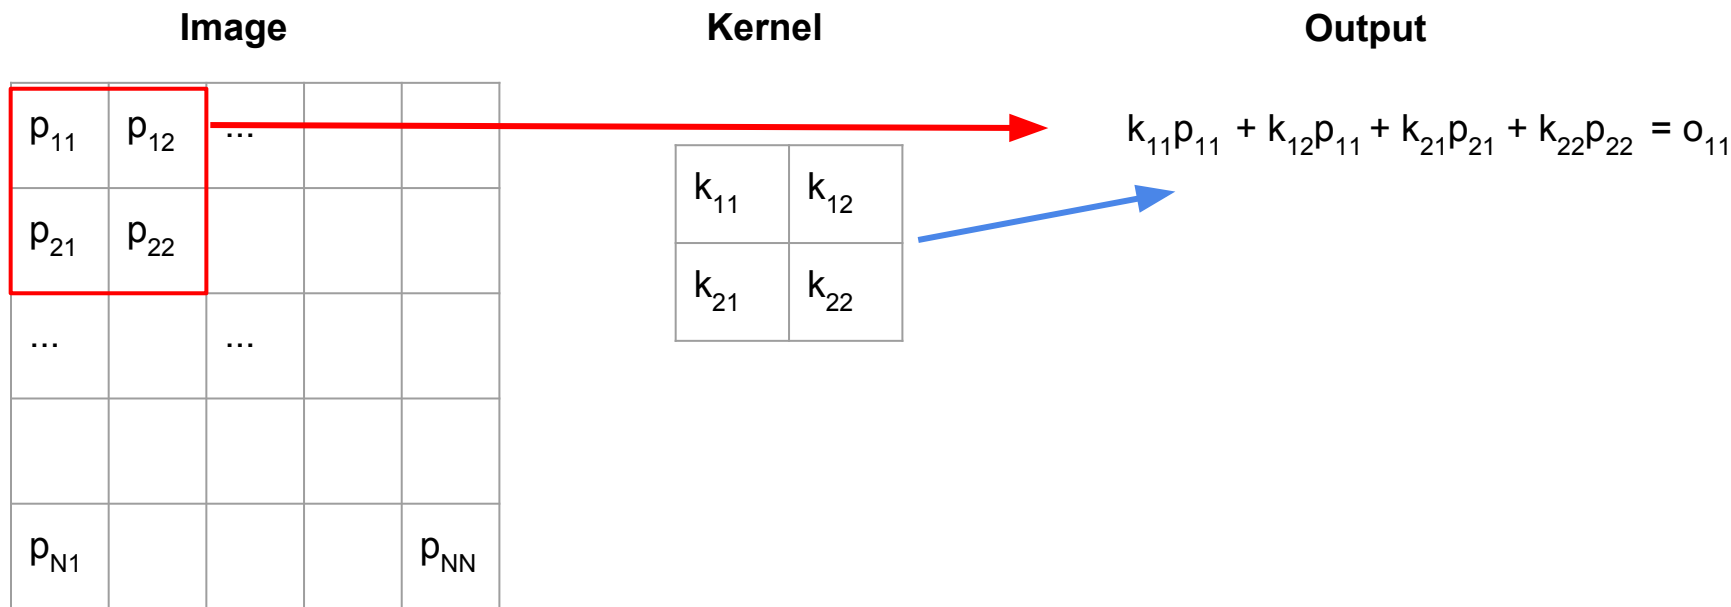 Image Kernel Output
p11 p12 ...
k11p11 + k12p11 + k21p21 + k22p22 = o11
k11 k12
p21 p22
k21 k22
... ...
pN1 pNN